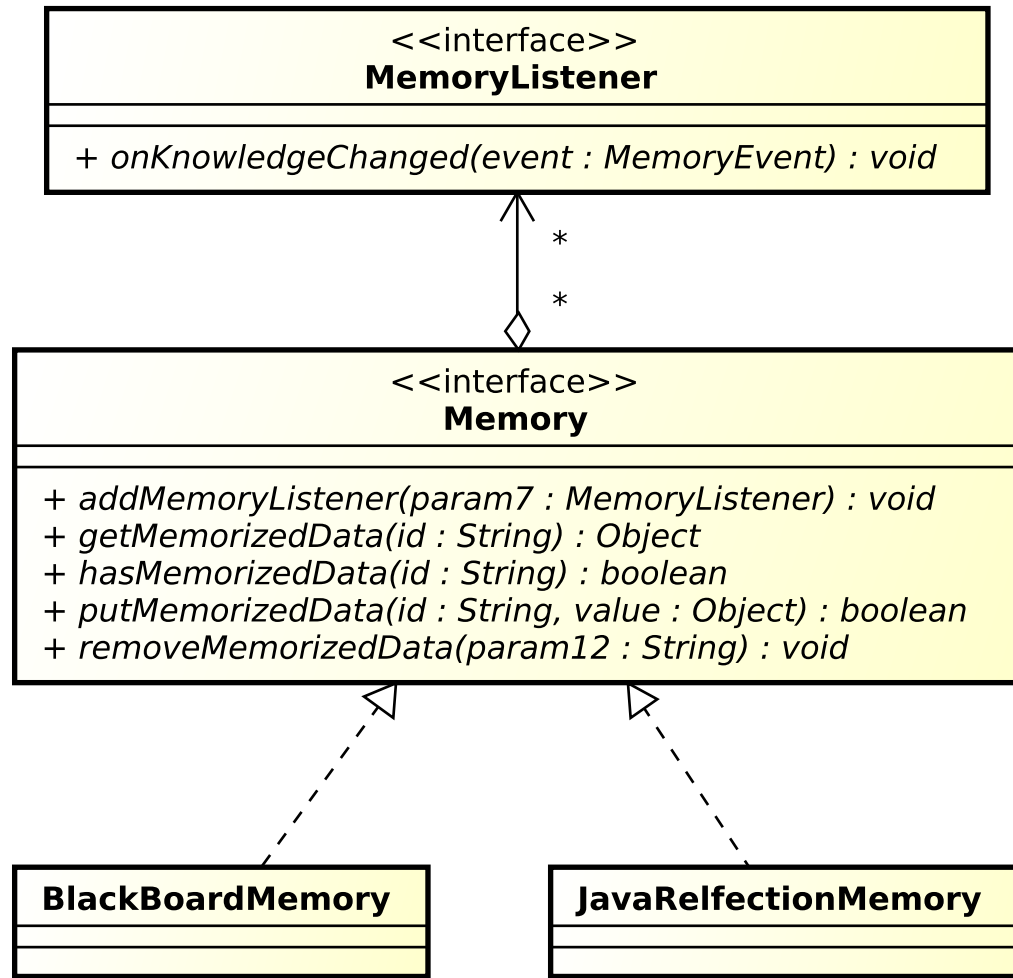 <<interface>>
MemoryListener
+ onKnowledgeChanged(event : MemoryEvent) : void
*
*
<<interface>>
Memory
+ addMemoryListener(param7 : MemoryListener) : void
+ getMemorizedData(id : String) : Object
+ hasMemorizedData(id : String) : boolean
+ putMemorizedData(id : String, value : Object) : boolean
+ removeMemorizedData(param12 : String) : void
BlackBoardMemory
JavaRelfectionMemory